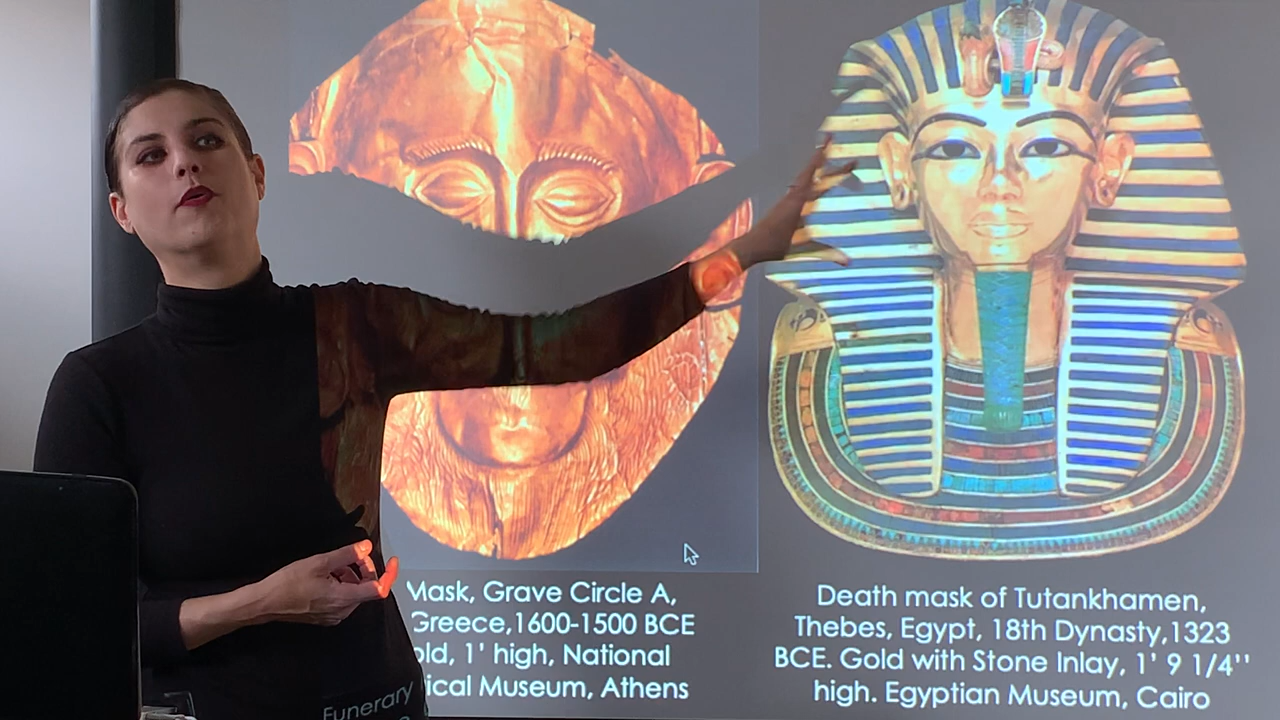 Mask, Grave Circle A,
Greece,1600-1500 BCE
old, 1' high, National
ical Museum, Athens
Funerary
Death mask of Tutankhamen,
Thebes, Egypt, 18th Dynasty,1323
BCE. Gold with Stone Inlay, 1' 9 1/4''
high. Egyptian Museum, Cairo